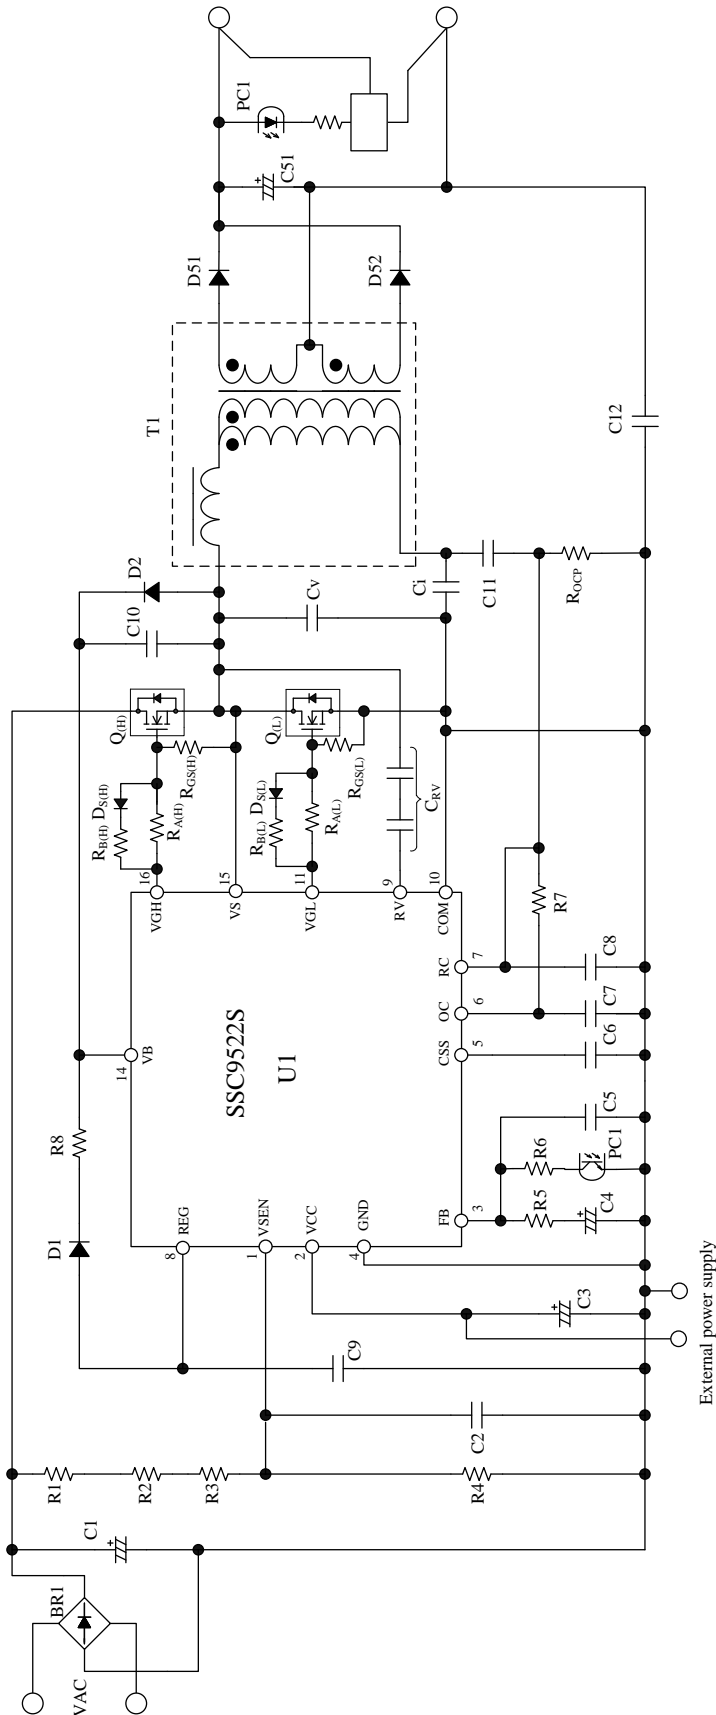 VAC
BR1
C1
R1
R2
R3
R4
C2
C9
D1
R8
REG
8
VSEN
1
VCC
2
GND
4
C3
External power supply
SSC9522S
U1
14
VB
FB
3
R5
C4
R6
PC1
C5
CSS
5
C6
OC
6
C7
RC
7
C8
R7
VGH
16
VS
15
VGL
11
RV
9
COM
10
RB(H)
DS(H)
RA(H)
RGS(H)
Q(H)
RB(L)
DS(L)
RA(L)
RGS(L)
Q(L)
CRV
C10
D2
Cv
Ci
C11
ROCP
T1
C12
D51
D52
C51
PC1